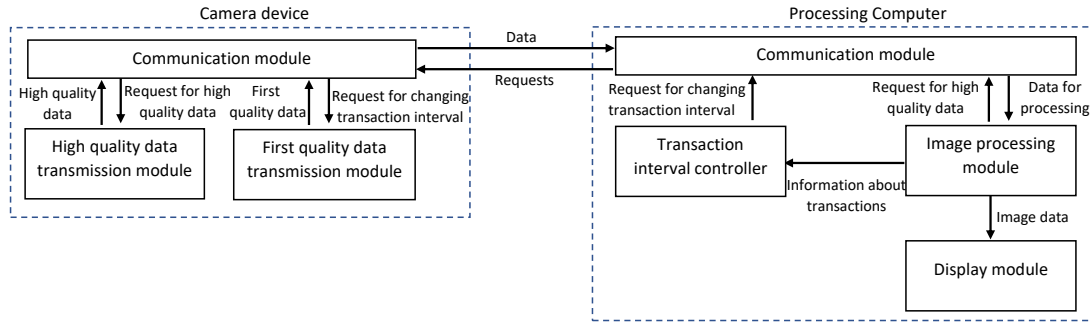 Camera device
Communication module
High quality
data
Request for high
quality data
First
quality data
Request for changing
transaction interval
High quality data
transmission module
First quality data
transmission module
Data
Requests
Processing Computer
Communication module
Request for changing
transaction interval
Request for high
quality data
Data for
processing
Transaction
interval controller
Image processing
module
Information about
transactions
Image data
Display module